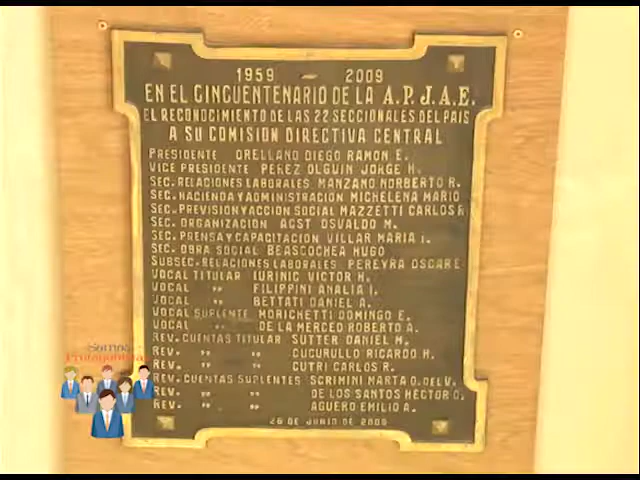 1959 — 2009
EN EL CINCUENTENARIO DE LA A.P.J.A.E.
EL RECONOCIMIENTO DE LAS 22 SECCIONALES DEL PAIS
A SU COMISION DIRECTIVA CENTRAL
PRESIDENTE ORELLANO DIEGO RAMON E.
VICE PRESIDENTE PEREZ OLGUIN JORGE H.
SEC. RELACIONES LABORALES MANZANO NORBERTO R.
SEC. HACIENDA Y ADMINISTRACION MICHELENA MARIO
SEC. PREVISION Y ACCION SOCIAL MAZZETTI CARLOS R
SEC. ORGANIZACION AGST OSVALDO M.
SEC. PRENSA Y CAPACITACION VILLAR MARIA I.
SEC. OBRA SOCIAL BEASCOCHEA HUGO
SUBSEC. RELACIONES LABORALES PEREYRA OSCAR E.
VOCAL TITULAR IURINIC VICTOR H.
VOCAL " FILIPPINI ANALIA I.
VOCAL " BETTATI DANIEL A.
VOCAL SUPLENTE MORICHETTI DOMINGO E.
VOCAL " DE LA MERCED ROBERTO A.
REV. CUENTAS TITULAR SUTTER DANIEL M.
REV. " " CUCURULLO RICARDO H.
REV. " " CUTRI CARLOS R.
REV. CUENTAS SUPLENTES SCRIMINI MARTA O. DEL V.
REV. " " DE LOS SANTOS HECTOR O.
REV. " " AGUERO EMILIO A.
26 DE JUNIO DE 2009
Somos
Protagonistas